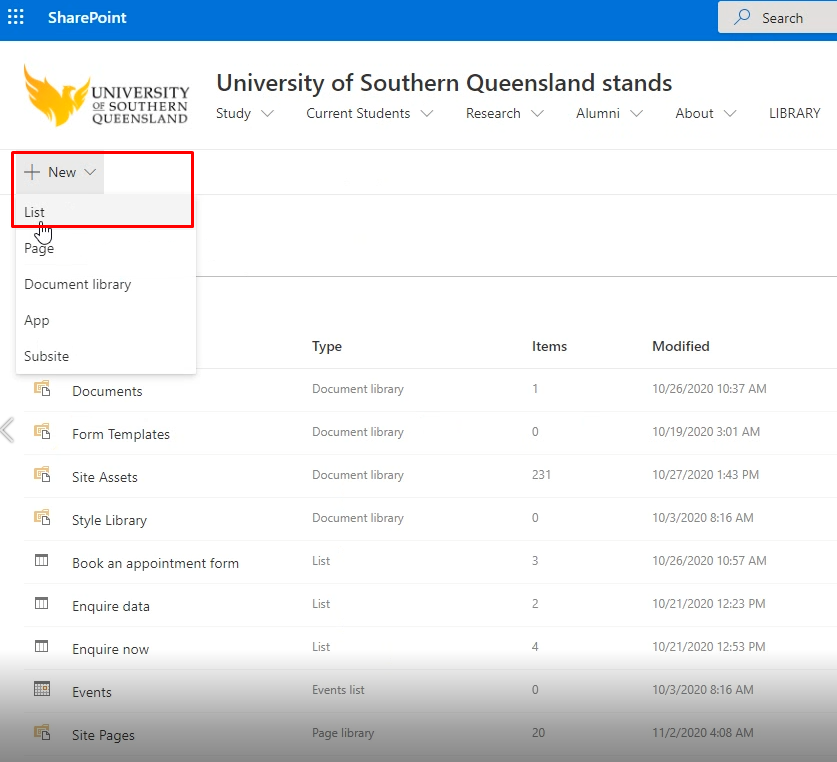 SharePoint
Search
UNIVERSITY
OF SOUTHERN
QUEENSLAND
University of Southern Queensland stands
Study Current Students Research Alumni About LIBRARY
New
List
Page
Document library
App
Subsite
Type Items Modified
Documents Document library 1 10/26/2020 10:37 AM
Form Templates Document library 0 10/19/2020 3:01 AM
Site Assets Document library 231 10/27/2020 1:43 PM
Style Library Document library 0 10/3/2020 8:16 AM
Book an appointment form List 3 10/26/2020 10:57 AM
Enquire data List 2 10/21/2020 12:23 PM
Enquire now List 4 10/21/2020 12:53 PM
Events Events list 0 10/3/2020 8:16 AM
Site Pages Page library 20 11/2/2020 4:08 AM